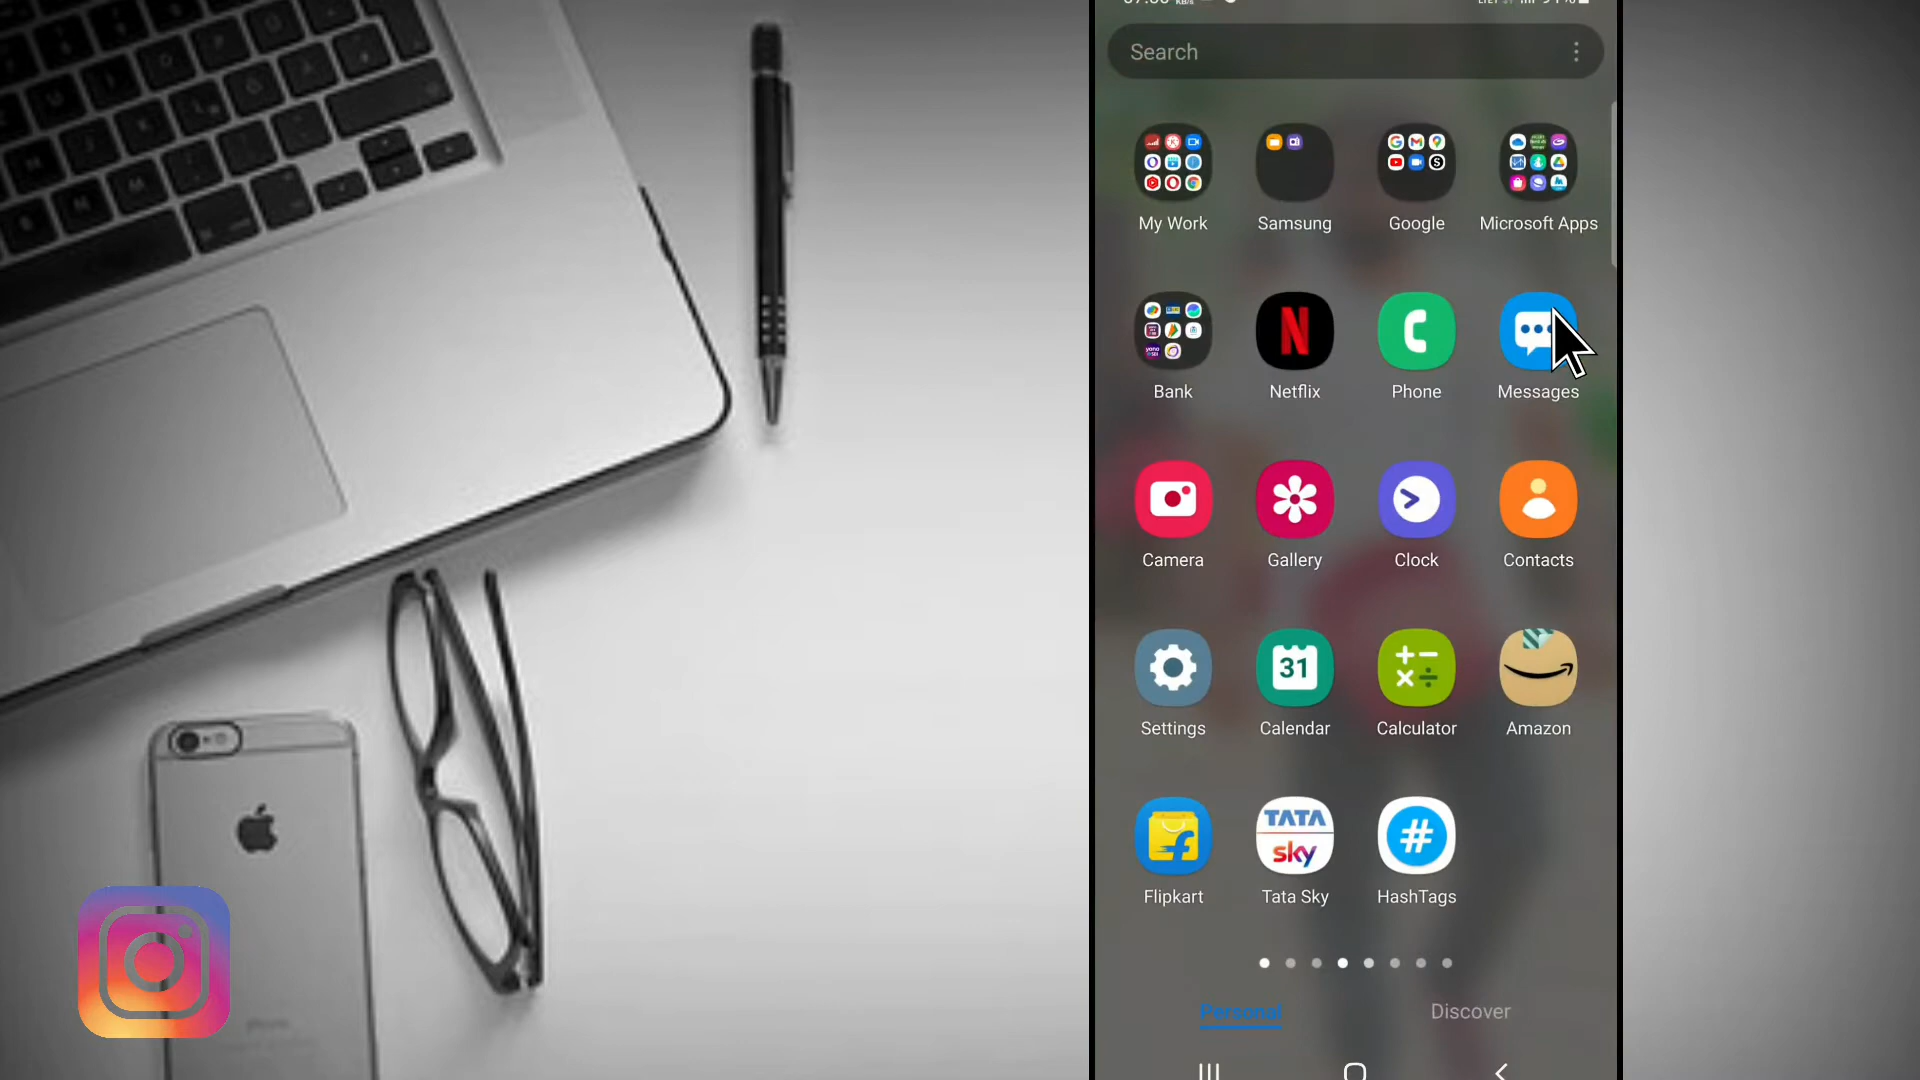 Search
My Work
Samsung
Google
Microsoft Apps
Bank
Netflix
Phone
Messages
Camera
Gallery
Clock
Contacts
31
Settings
Calendar
Calculator
Amazon
TATA
sky
#
Flipkart
Tata Sky
HashTags
Personal
Discover